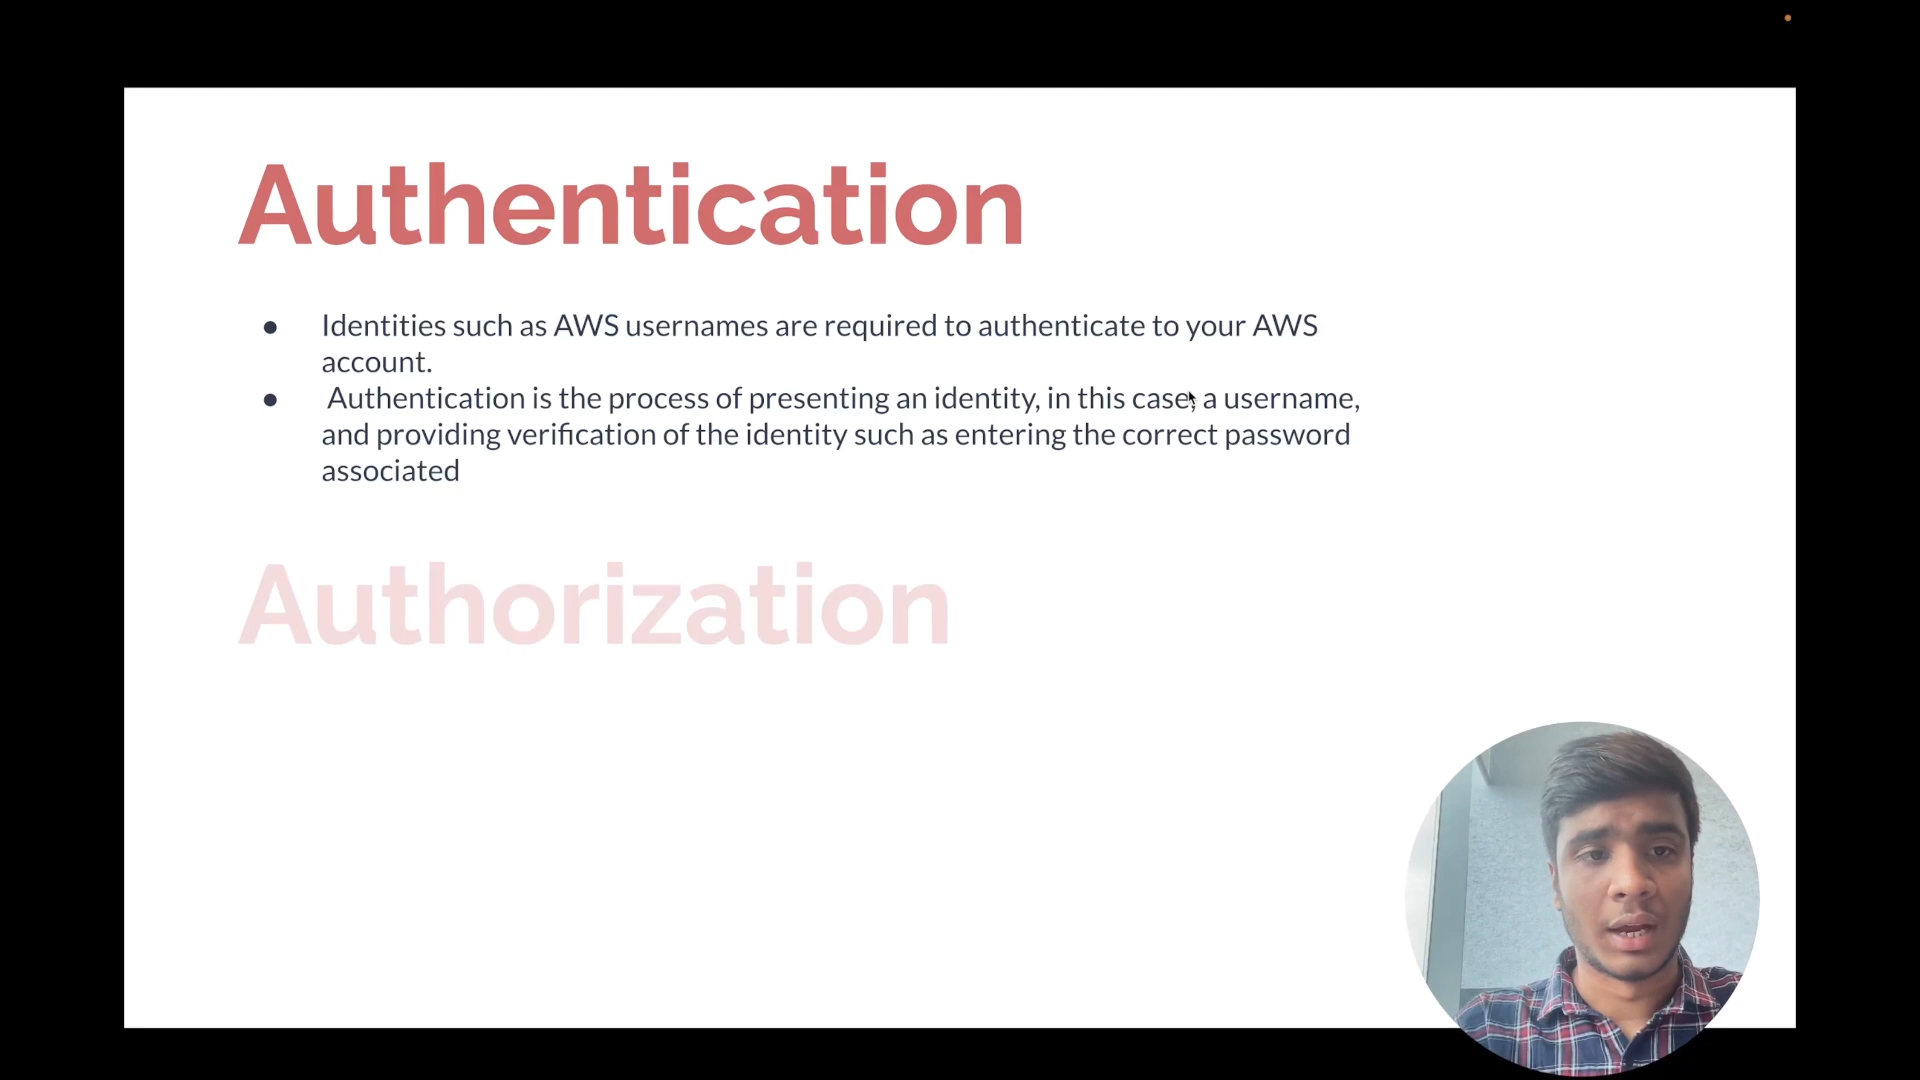 Authentication
● Identities such as AWS usernames are required to authenticate to your AWS
account.
● Authentication is the process of presenting an identity, in this case, a username,
and providing verification of the identity such as entering the correct password
associated
Authorization